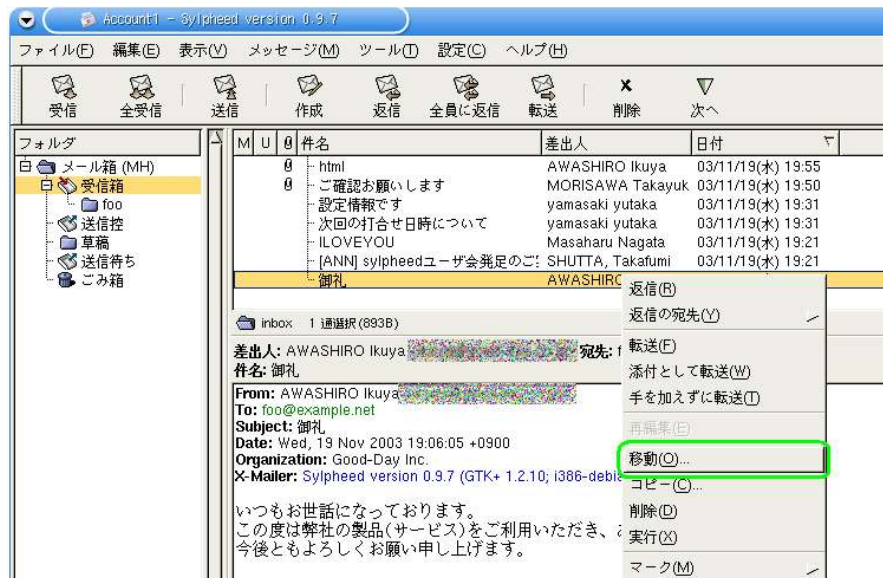 Account1 - Sylpheed version 0.9.7
ファイル(F) 編集(E) 表示(V) メッセージ(M) ツール(T) 設定(C) ヘルプ(H)
受信 全受信 送信 作成 返信 全員に返信 転送 削除 次へ
フォルダ
メール箱 (MH)
受信箱
foo
送信控
草稿
送信待ち
ごみ箱
M U 件名 差出人 日付
html AWASHIRO Ikuya 03/11/19(水) 19:55
ご確認お願いします MORISAWA Takayuk 03/11/19(水) 19:50
設定情報です yamasaki yutaka 03/11/19(水) 19:31
次回の打合せ日時について yamasaki yutaka 03/11/19(水) 19:31
ILOVEYOU Masaharu Nagata 03/11/19(水) 19:21
[ANN] sylpheedユーザ会発足のご SHUTTA, Takafumi 03/11/19(水) 19:21
御礼 AWASHIRO
inbox 1 通選択 (893B)
差出人: AWASHIRO Ikuya 宛先: f
件名: 御礼
From: AWASHIRO Ikuya
To: foo@example.net
Subject: 御礼
Date: Wed, 19 Nov 2003 19:06:05 +0900
Organization: Good-Day Inc.
X-Mailer: Sylpheed version 0.9.7 (GTK+ 1.2.10; i386-debia
いつもお世話になっております。
この度は弊社の製品(サービス)をご利用いただき、
今後ともよろしくお願い申し上げます。
返信(R)
返信の宛先(Y)
転送(F)
添付として転送(W)
手を加えずに転送(T)
再編集(E)
移動(O)...
コピー(C)...
削除(D)
実行(X)
マーク(M)